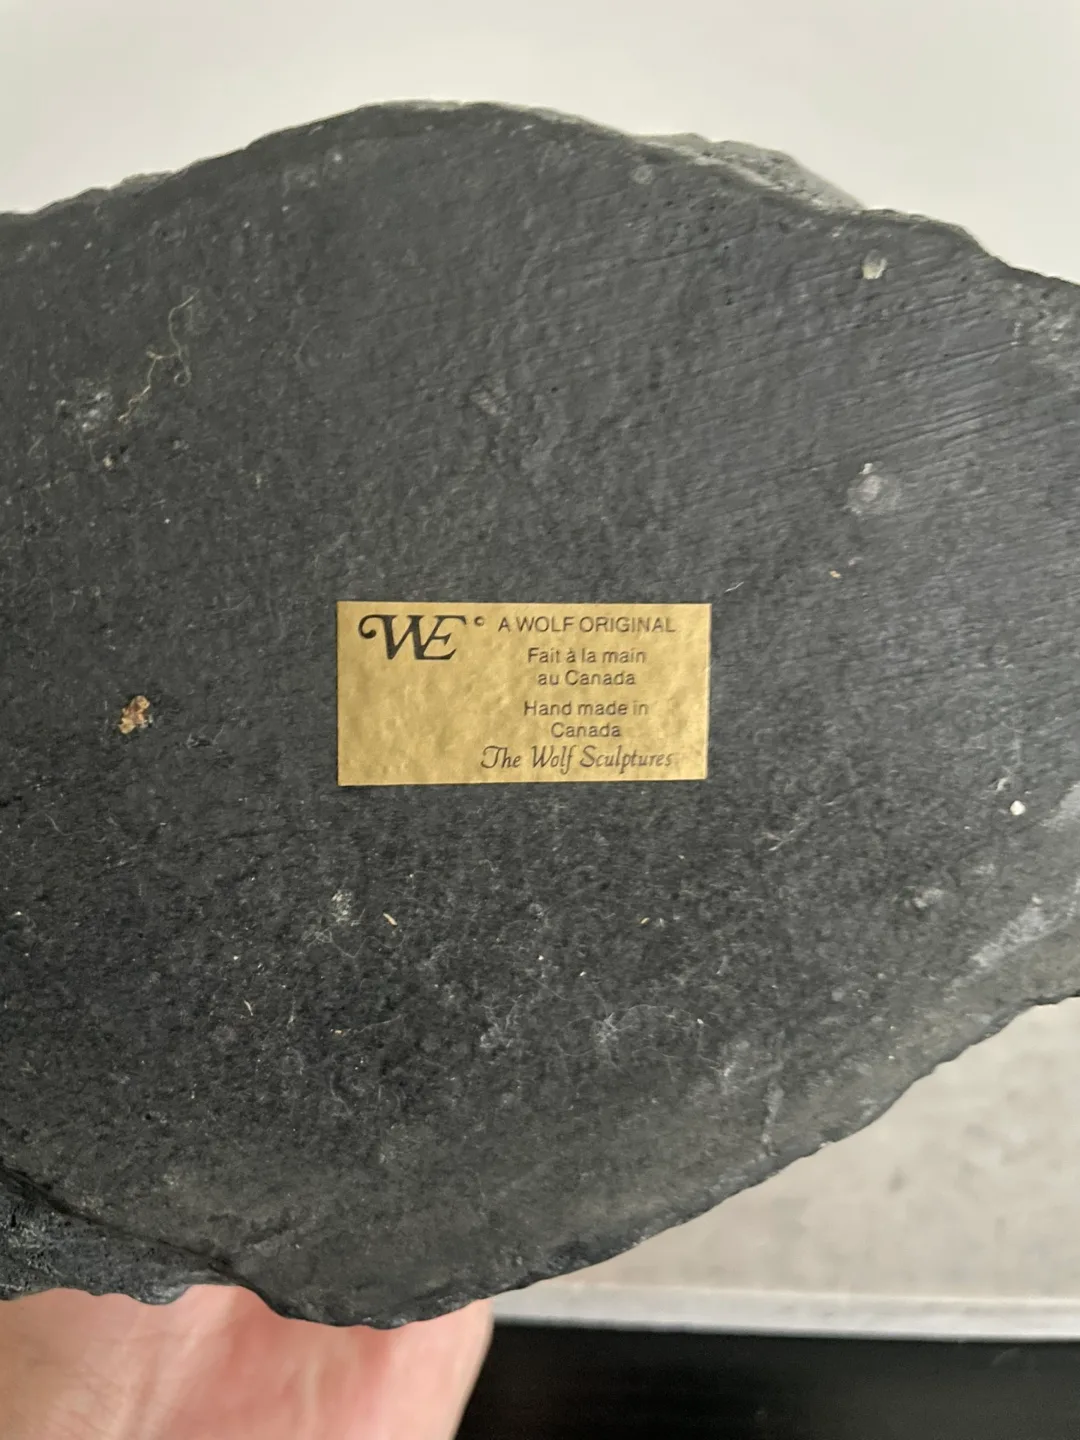 WE © A WOLF ORIGINAL
Fait à la main
au Canada
Hand made in
Canada
The Wolf Sculptures